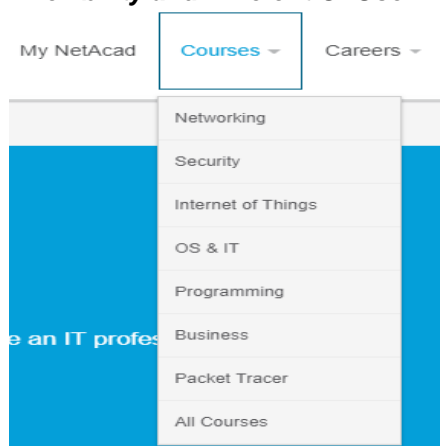 My NetAcad Courses Careers
Networking
Security
Internet of Things
OS & IT
Programming
e an IT profes
Business
Packet Tracer
All Courses